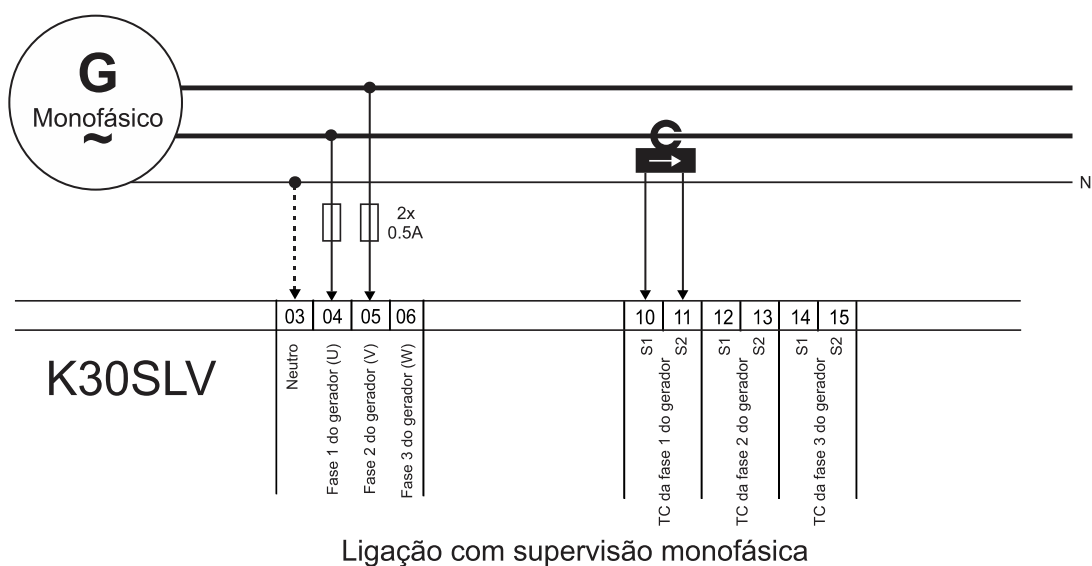 G
Monofásico
~
N
2x
0.5A
03 04 05 06 10 11 12 13 14 15
K30SLV
Neutro
Fase 1 do gerador (U)
Fase 2 do gerador (V)
Fase 3 do gerador (W)
S1
TC da fase 1 do gerador
S2
S1
TC da fase 2 do gerador
S2
S1
TC da fase 3 do gerador
S2
Ligação com supervisão monofásica